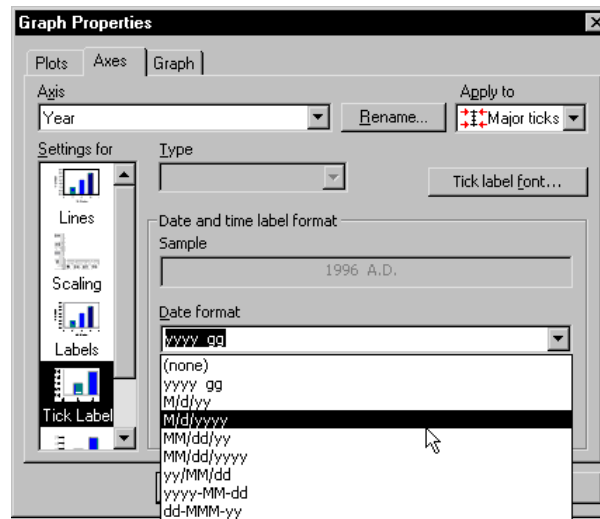 Graph Properties
Plots Axes Graph
Axis Apply to
Year Rename... Major ticks
Settings for Type
Tick label font...
Lines
Date and time label format
Sample
1996 A.D.
Scaling
Date format
yyyy gg
Labels
(none)
yyyy gg
M/d/yy
Tick Label
M/d/yyyy
MM/dd/yy
MM/dd/yyyy
yy/MM/dd
yyyy-MM-dd
dd-MMM-yy